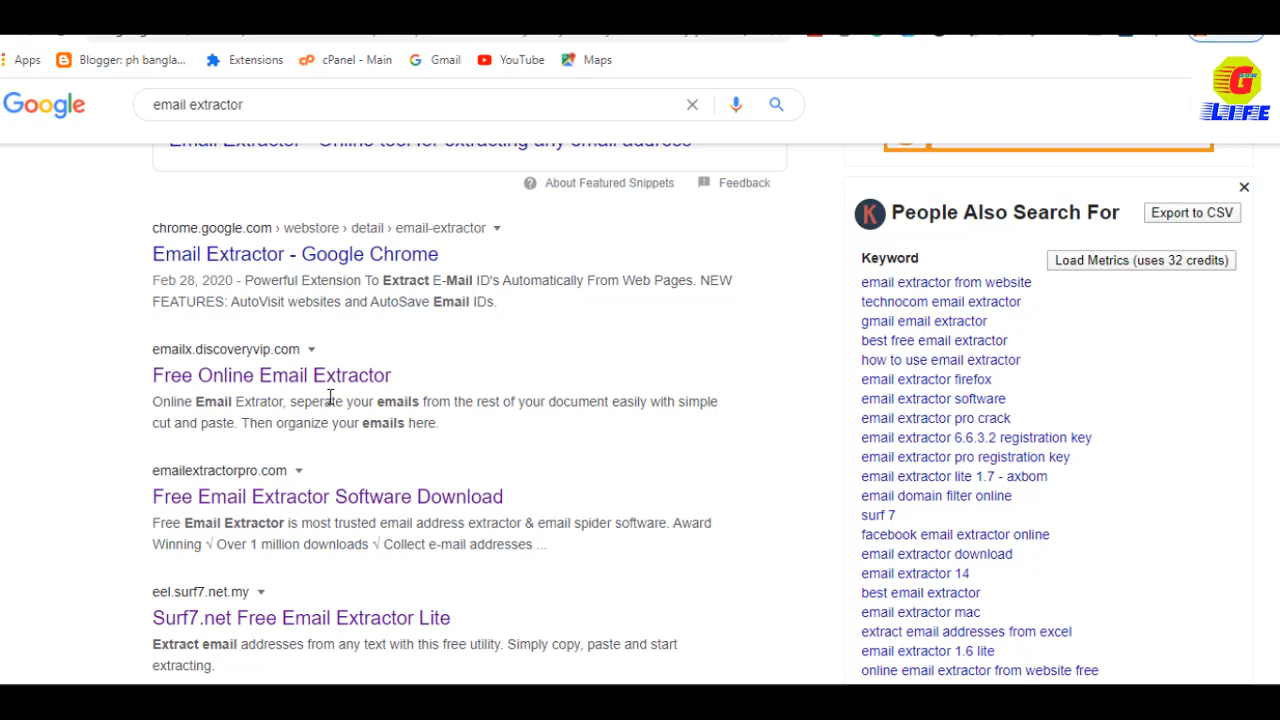 Apps Blogger: ph bangla... Extensions cPanel - Main Gmail YouTube Maps
G
LIFE
Google email extractor
Email Extractor - Online tool for extracting any email address
About Featured Snippets Feedback
chrome.google.com › webstore › detail › email-extractor
Email Extractor - Google Chrome
Feb 28, 2020 - Powerful Extension To Extract E-Mail ID's Automatically From Web Pages. NEW
FEATURES: AutoVisit websites and AutoSave Email IDs.
emailx.discoveryvip.com
Free Online Email Extractor
Online Email Extrator, seperate your emails from the rest of your document easily with simple
cut and paste. Then organize your emails here.
emailextractorpro.com
Free Email Extractor Software Download
Free Email Extractor is most trusted email address extractor & email spider software. Award
Winning √ Over 1 million downloads √ Collect e-mail addresses ...
eel.surf7.net.my
Surf7.net Free Email Extractor Lite
Extract email addresses from any text with this free utility. Simply copy, paste and start
extracting.
K People Also Search For Export to CSV
Keyword Load Metrics (uses 32 credits)
email extractor from website
technocom email extractor
gmail email extractor
best free email extractor
how to use email extractor
email extractor firefox
email extractor software
email extractor pro crack
email extractor 6.6.3.2 registration key
email extractor pro registration key
email extractor lite 1.7 - axbom
email domain filter online
surf 7
facebook email extractor online
email extractor download
email extractor 14
best email extractor
email extractor mac
extract email addresses from excel
email extractor 1.6 lite
online email extractor from website free